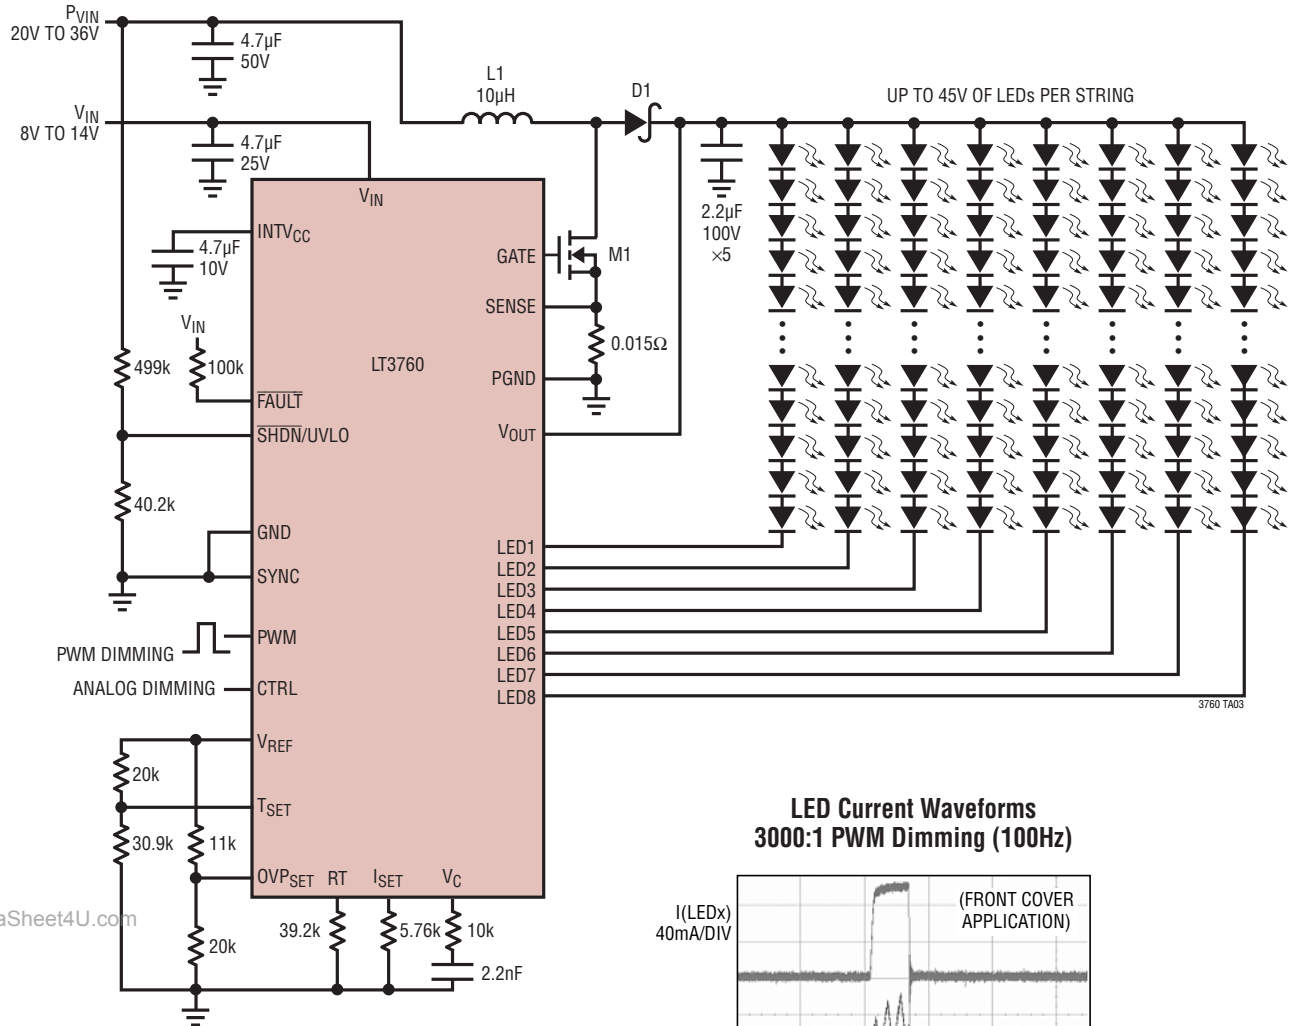 PVIN
20V TO 36V
4.7µF
50V
VIN
8V TO 14V
4.7µF
25V
L1
10µH
D1
UP TO 45V OF LEDs PER STRING
2.2µF
100V
×5
VIN
INTVCC
4.7µF
10V
GATE
M1
SENSE
0.015Ω
PGND
VOUT
LT3760
VIN
499k
100k
FAULT
SHDN/UVLO
40.2k
GND
SYNC
LED1
LED2
LED3
LED4
LED5
LED6
LED7
LED8
3760 TA03
PWM DIMMING
PWM
ANALOG DIMMING
CTRL
VREF
20k
TSET
30.9k
11k
OVPSET
RT
ISET
VC
39.2k
5.76k
10k
20k
2.2nF
aSheet4U.com
LED Current Waveforms
3000:1 PWM Dimming (100Hz)
I(LEDx)
40mA/DIV
(FRONT COVER
APPLICATION)